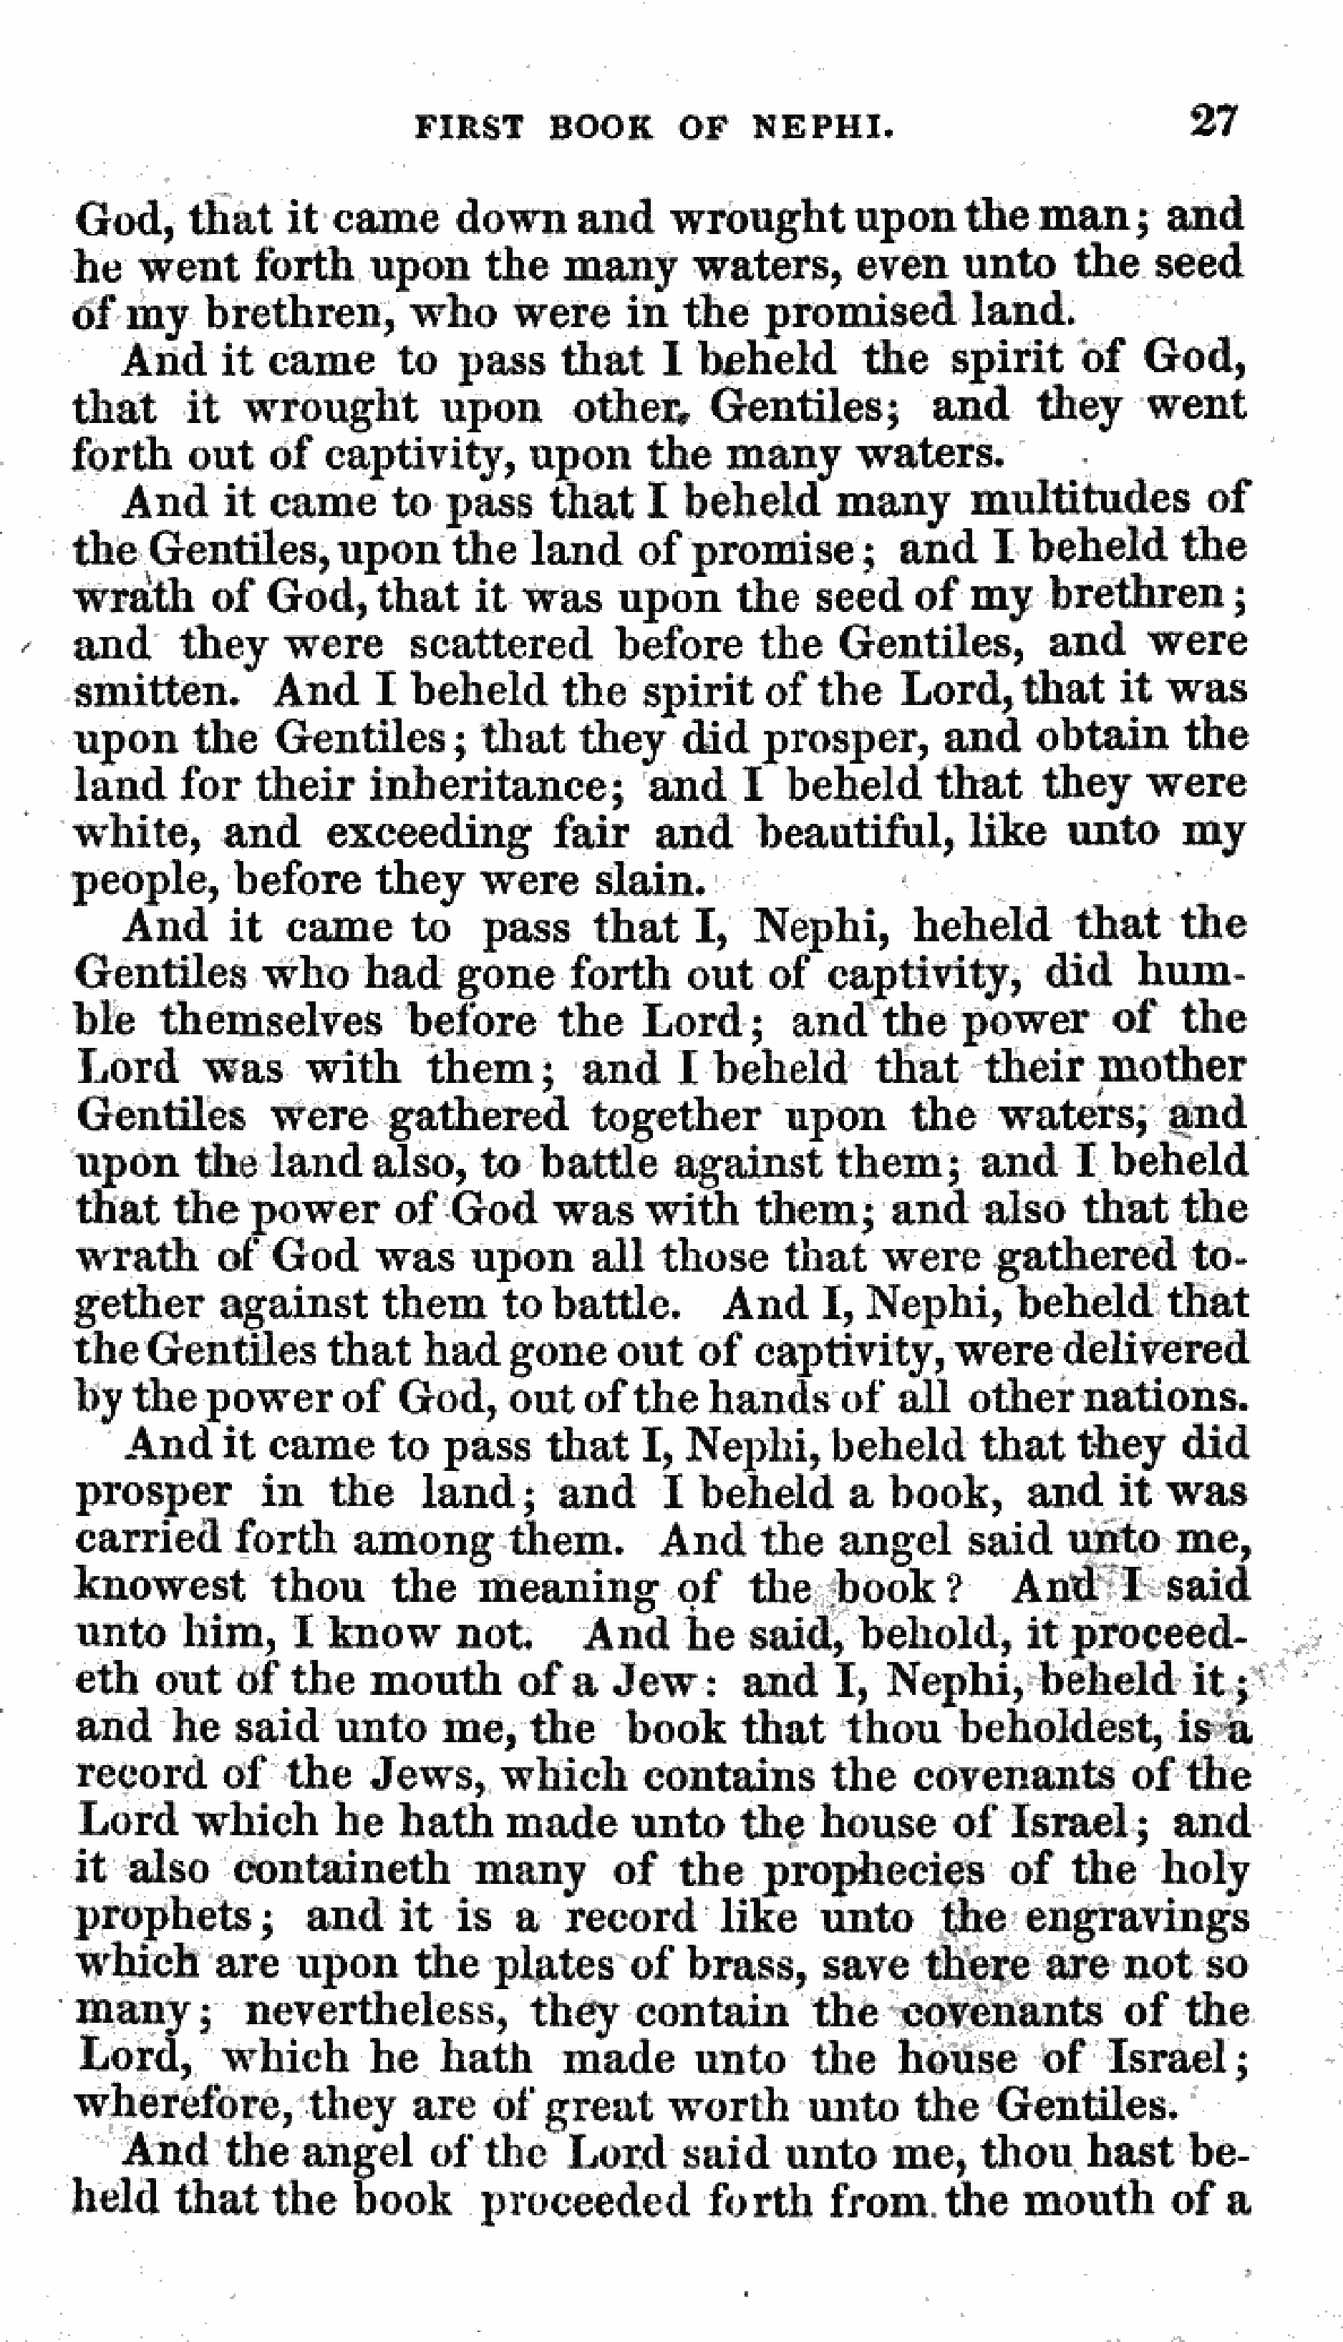 FIRST BOOK OF NEPHI. 27
God, that it came down and wrought upon the man; and
he went forth upon the many waters, even unto the seed
of my brethren, who were in the promised land.
And it came to pass that I beheld the spirit of God,
that it wrought upon other, Gentiles; and they went
forth out of captivity, upon the many waters.
And it came to pass that I beheld many multitudes of
the Gentiles, upon the land of promise; and I beheld the
wrath of God, that it was upon the seed of my brethren;
and they were scattered before the Gentiles, and were
smitten. And I beheld the spirit of the Lord, that it was
upon the Gentiles; that they did prosper, and obtain the
land for their inheritance; and I beheld that they were
white, and exceeding fair and beautiful, like unto my
people, before they were slain.
And it came to pass that I, Nephi, heheld that the
Gentiles who had gone forth out of captivity, did hum-
ble themselves before the Lord; and the power of the
Lord was with them; and I beheld that their mother
Gentiles were gathered together upon the waters, and
upon the land also, to battle against them; and I beheld
that the power of God was with them; and also that the
wrath of God was upon all those that were gathered to-
gether against them to battle. And I, Nephi, beheld that
the Gentiles that had gone out of captivity, were delivered
by the power of God, out of the hands of all other nations.
And it came to pass that I, Nephi, beheld that they did
prosper in the land; and I beheld a book, and it was
carried forth among them. And the angel said unto me,
knowest thou the meaning of the book? And I said
unto him, I know not. And he said, behold, it proceed-
eth out of the mouth of a Jew: and I, Nephi, beheld it;
and he said unto me, the book that thou beholdest, is a
record of the Jews, which contains the covenants of the
Lord which he hath made unto the house of Israel; and
it also containeth many of the prophecies of the holy
prophets; and it is a record like unto the engravings
which are upon the plates of brass, save there are not so
many; nevertheless, they contain the covenants of the
Lord, which he hath made unto the house of Israel;
wherefore, they are of great worth unto the Gentiles.
And the angel of the Lord said unto me, thou hast be-
held that the book proceeded forth from the mouth of a